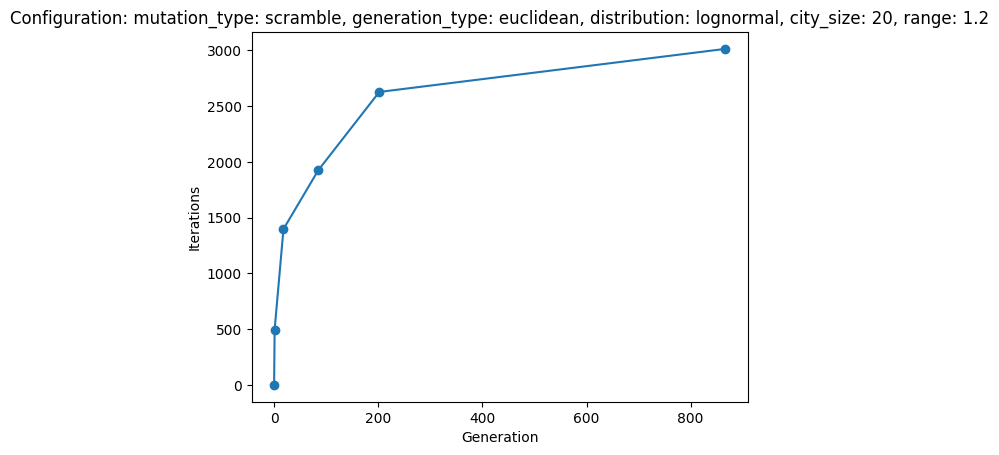 Configuration: mutation_type: scramble, generation_type: euclidean, distribution: lognormal, city_size: 20, range: 1.2
3000
2500
2000
1500
1000
500
0
Iterations
0 200 400 600 800
Generation